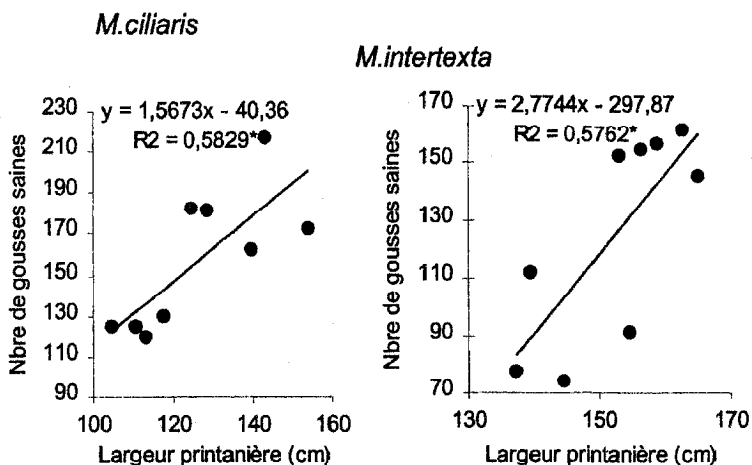 M.ciliaris
M.intertexta
y = 1,5673x - 40,36
R2 = 0,5829*
Nbre de gousses saines
230
210
170
150
130
110
90
100
120
140
160
Largeur printanière (cm)
y = 2,7744x - 297,87
R2 = 0,5762*
Nbre de gousses saines
170
150
130
110
90
70
130
150
170
Largeur printanière (cm)